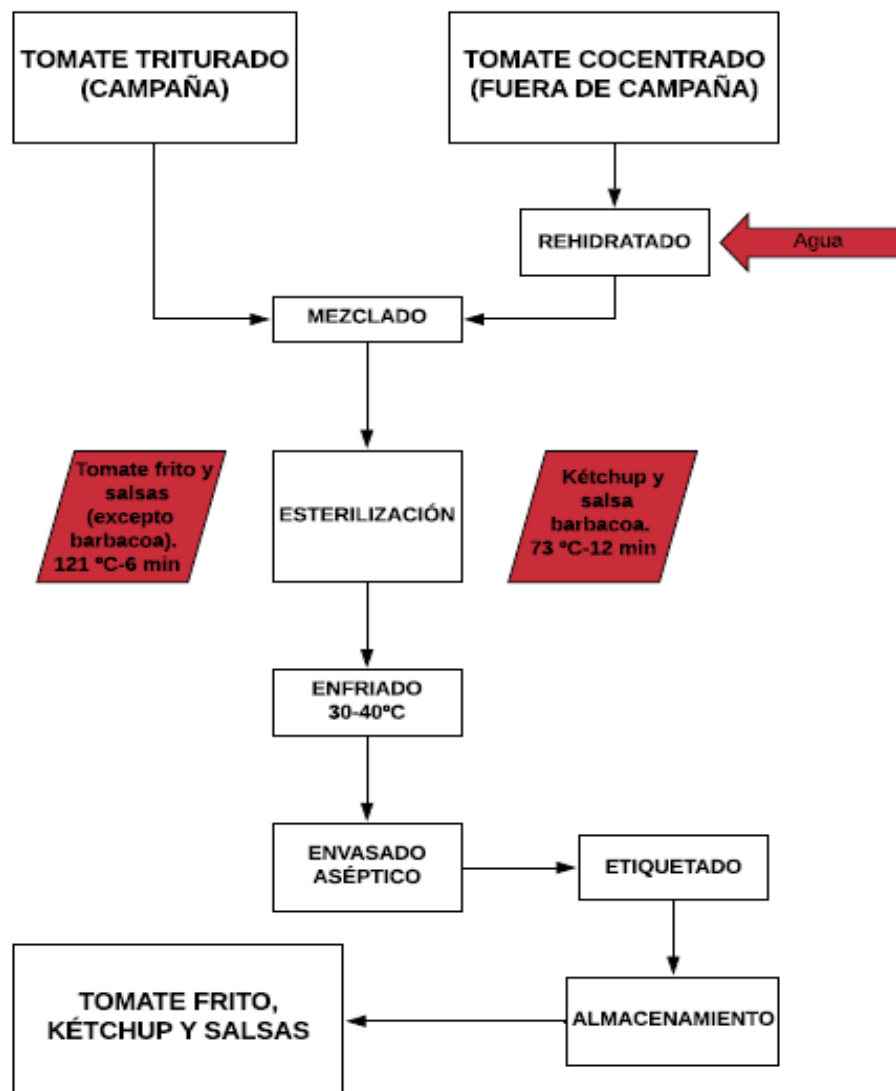 TOMATE TRITURADO
(CAMPAÑA)
TOMATE COCENTRADO
(FUERA DE CAMPAÑA)
REHIDRATADO
Agua
MEZCLADO
Tomate frito y
salsas
(excepto
barbacoa).
121 ºC-6 min
ESTERILIZACIÓN
Kétchup y
salsa
barbacoa.
73 ºC-12 min
ENFRIADO
30-40ºC
ENVASADO
ASÉPTICO
ETIQUETADO
TOMATE FRITO,
KÉTCHUP Y SALSAS
ALMACENAMIENTO